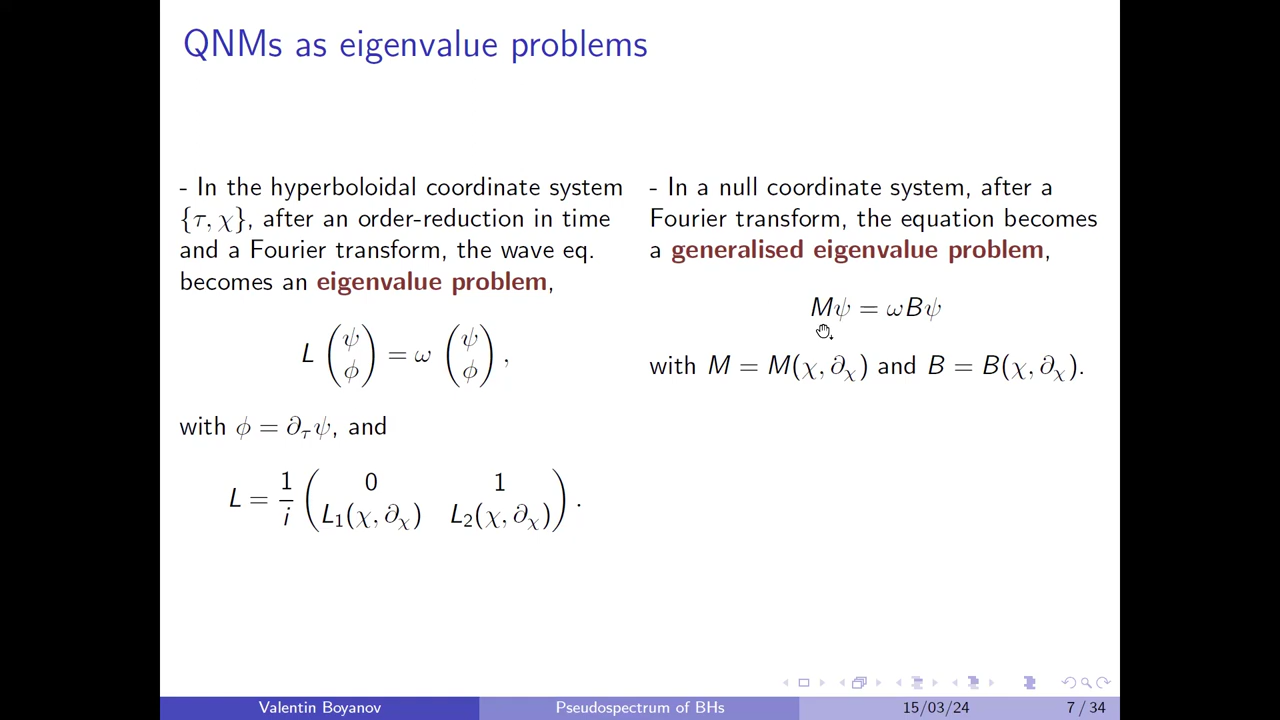 QNMs as eigenvalue problems
- In the hyperboloidal coordinate system
{τ, χ}, after an order-reduction in time
and a Fourier transform, the wave eq.
becomes an eigenvalue problem,
L (ψ φ) = ω (ψ φ) ,
with φ = ∂τψ, and
L = 1/i (0 1 L₁(χ, ∂χ) L₂(χ, ∂χ)) .
- In a null coordinate system, after a
Fourier transform, the equation becomes
a generalised eigenvalue problem,
Mψ = ωBψ
with M = M(χ, ∂χ) and B = B(χ, ∂χ).
Valentin Boyanov
Pseudospectrum of BHs
15/03/24
7 / 34